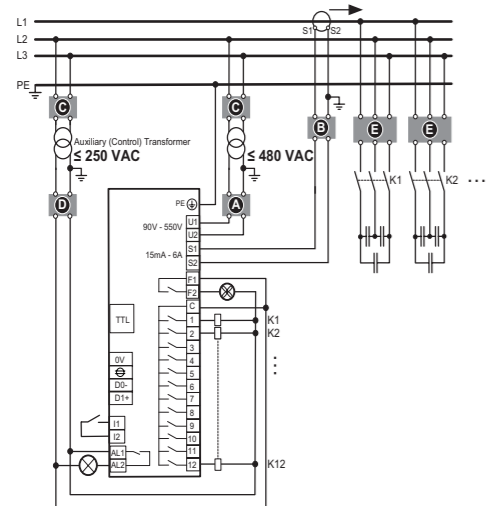 L1
S1 S2
L2
L3
PE
C C B E E
Auxiliary (Control) Transformer
≤ 250 VAC
≤ 480 VAC
K1
K2 ...
D
A
PE
90V - 550V
U1
U2
15mA - 6A
S1
S2
F1
F2
C
TTL
1
K1
2
K2
3
0V
4
5
D0-
6
D1+
7
8
I1
9
I2
10
AL1
11
AL2
12
K12